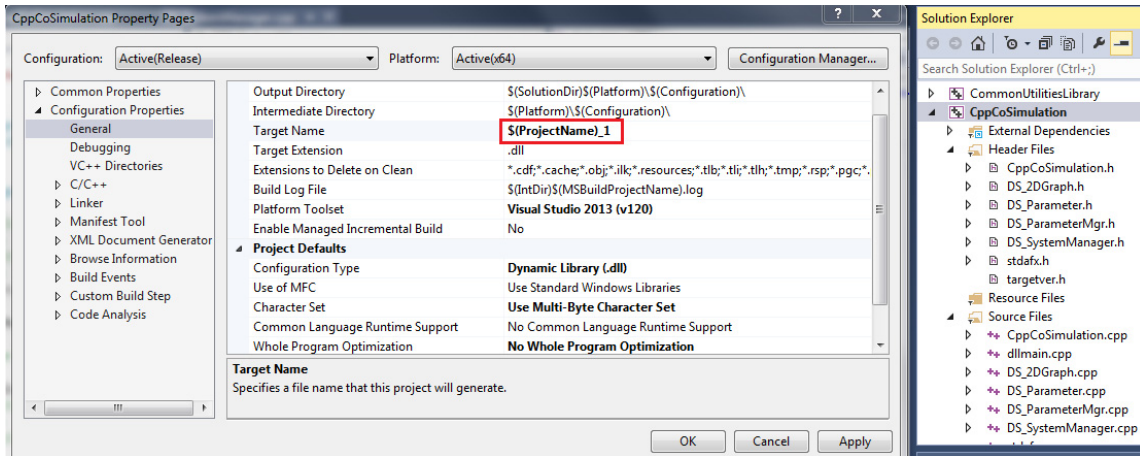 CppCoSimulation Property Pages
Configuration: Active(Release) Platform: Active(x64) Configuration Manager...
Common Properties
Configuration Properties
General
Debugging
VC++ Directories
C/C++
Linker
Manifest Tool
XML Document Generator
Browse Information
Build Events
Custom Build Step
Code Analysis
Output Directory $(SolutionDir)$(Platform)\$(Configuration)\
Intermediate Directory $(Platform)\$(Configuration)\
Target Name $(ProjectName)_1
Target Extension .dll
Extensions to Delete on Clean *.cdf;*.cache;*.obj;*.ilk;*.resources;*.tlb;*.tli;*.tlh;*.tmp;*.rsp;*.pgc;*.
Build Log File $(IntDir)$(MSBuildProjectName).log
Platform Toolset Visual Studio 2013 (v120)
Enable Managed Incremental Build No
Project Defaults
Configuration Type Dynamic Library (.dll)
Use of MFC Use Standard Windows Libraries
Character Set Use Multi-Byte Character Set
Common Language Runtime Support No Common Language Runtime Support
Whole Program Optimization No Whole Program Optimization
Target Name
Specifies a file name that this project will generate.
OK Cancel Apply
Solution Explorer
Search Solution Explorer (Ctrl+;)
CommonUtilitiesLibrary
CppCoSimulation
External Dependencies
Header Files
CppCoSimulation.h
DS_2DGraph.h
DS_Parameter.h
DS_ParameterMgr.h
DS_SystemManager.h
stdafx.h
targetver.h
Resource Files
Source Files
CppCoSimulation.cpp
dllmain.cpp
DS_2DGraph.cpp
DS_Parameter.cpp
DS_ParameterMgr.cpp
DS_SystemManager.cpp